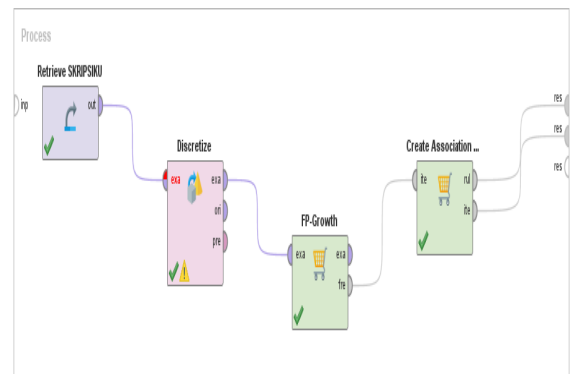 Process
Retrieve SKRIPSIKU
inp
out
res
res
res
Discretize
exa
exa
ori
pre
Create Association ...
ite
rul
ite
FP-Growth
exa
exa
fre